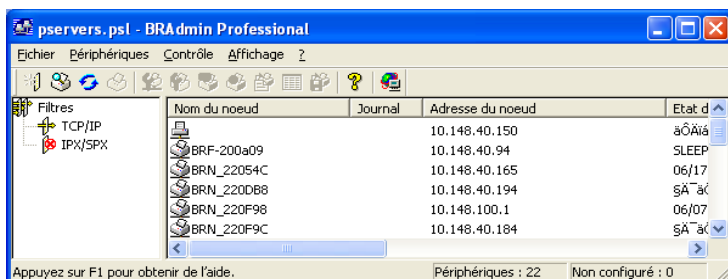 pservers.psl - BRAdmin Professional
Fichier Périphériques Contrôle Affichage ?
Filtres
TCP/IP
IPX/SPX
Nom du noeud Journal Adresse du noeud Etat d
10.148.40.150
BRF-200a09 10.148.40.94 SLEEP
BRN_22054C 10.148.40.165 06/17
BRN_220DB8 10.148.40.194
BRN_220F98 10.148.100.1 06/07
BRN_220F9C 10.148.40.184
Appuyez sur F1 pour obtenir de l'aide. Périphériques : 22 Non configuré : 0